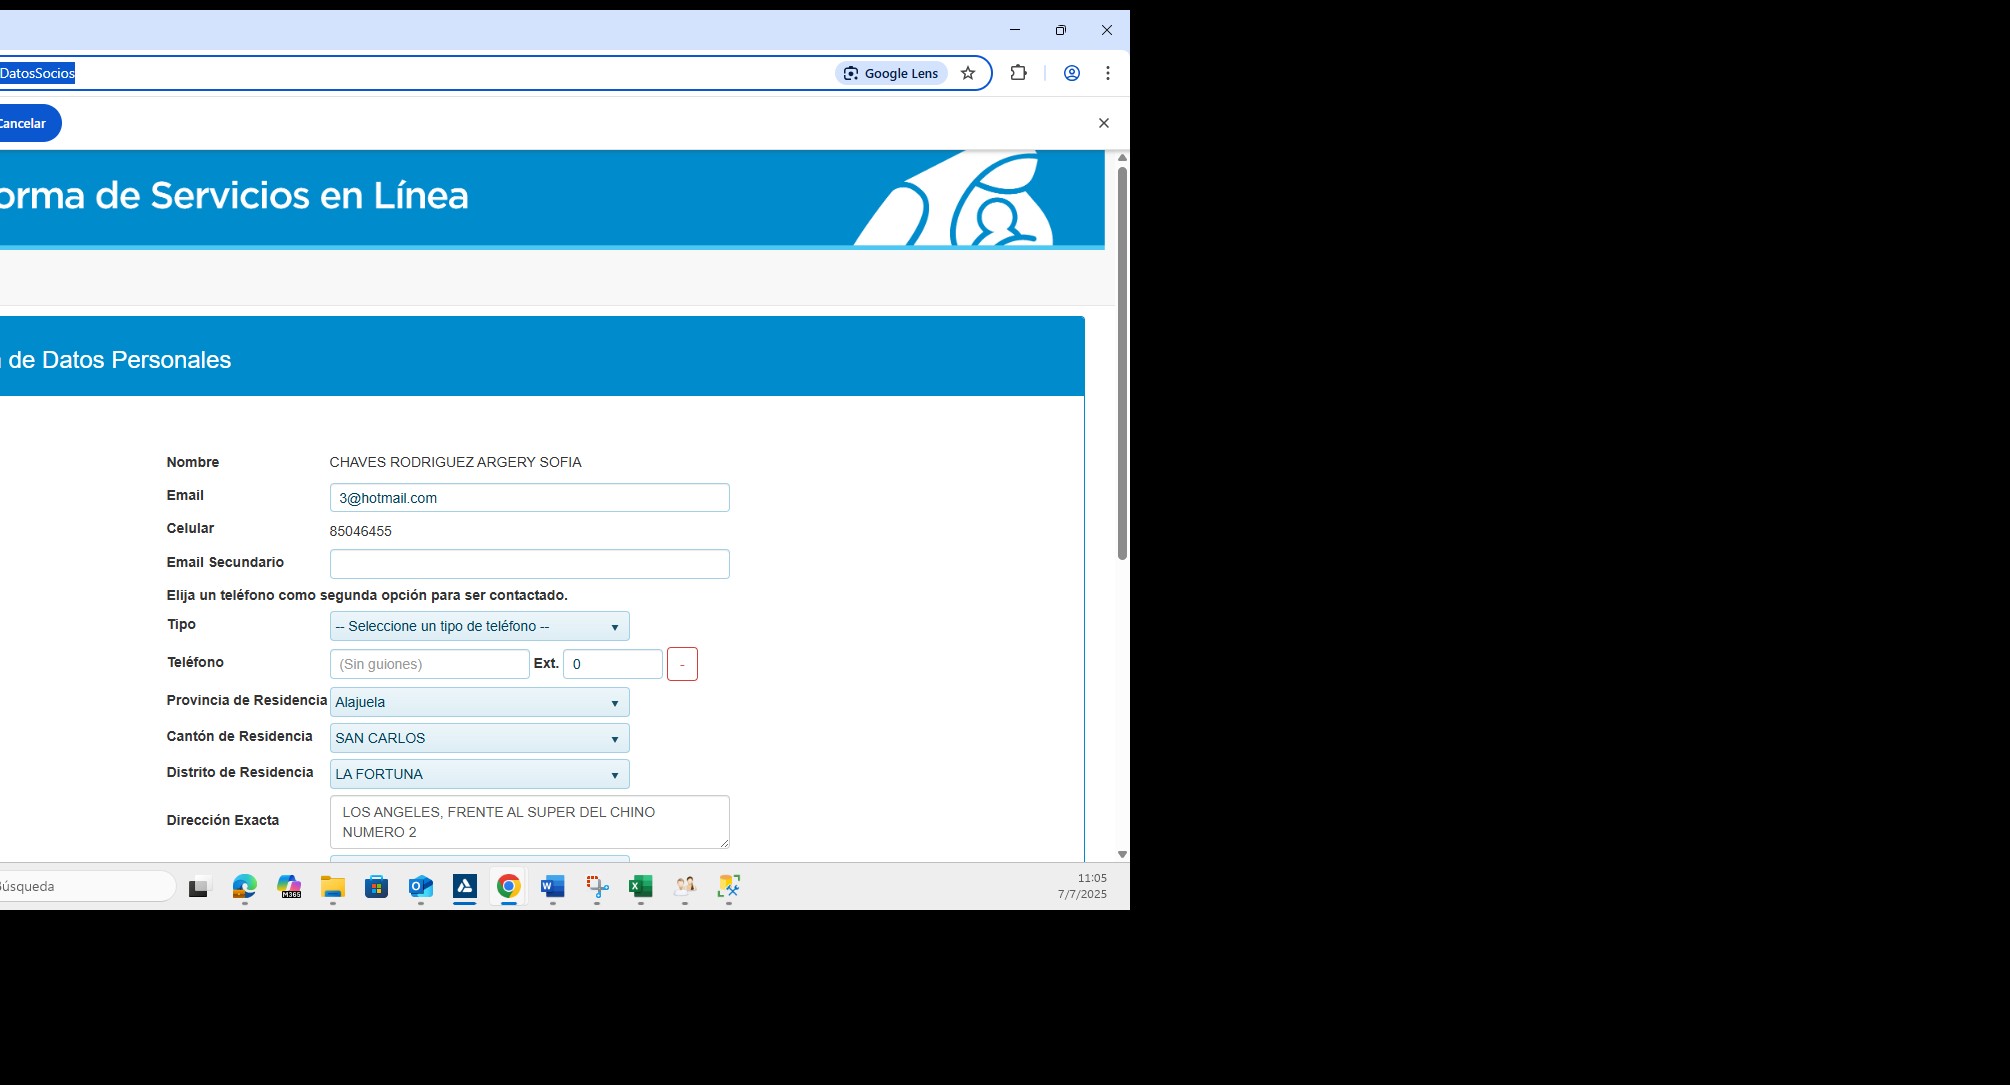 DatosSocios
Google Lens
Cancelar
orma de Servicios en Línea
de Datos Personales
Nombre CHAVES RODRIGUEZ ARGERY SOFIA
Email 3@hotmail.com
Celular 85046455
Email Secundario
Elija un teléfono como segunda opción para ser contactado.
Tipo -- Seleccione un tipo de teléfono --
Teléfono (Sin guiones) Ext. 0 -
Provincia de Residencia Alajuela
Cantón de Residencia SAN CARLOS
Distrito de Residencia LA FORTUNA
Dirección Exacta LOS ANGELES, FRENTE AL SUPER DEL CHINO
NUMERO 2
Búsqueda
M365
11:05
7/7/2025